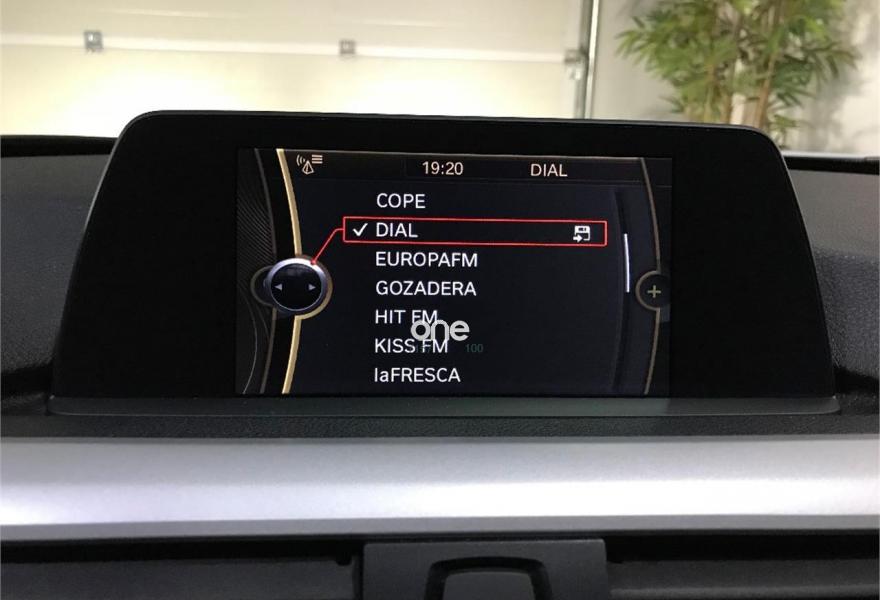 19:20 DIAL
COPE
✓ DIAL
EUROPAFM
GOZADERA
HIT FM
one
KISS FM
100
laFRESCA